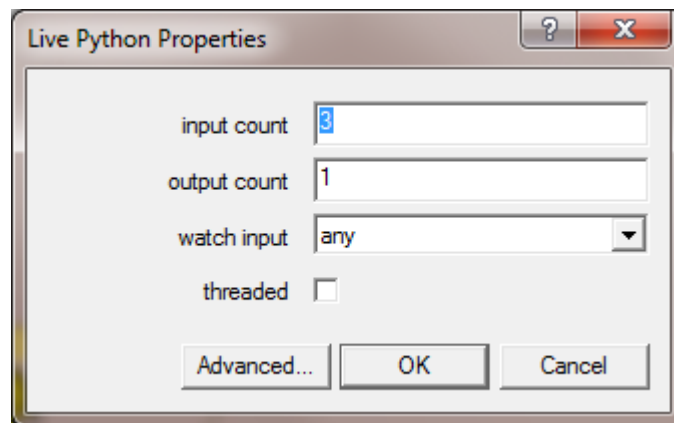 Live Python Properties ? X
input count 3
output count 1
watch input any
threaded
Advanced... OK Cancel